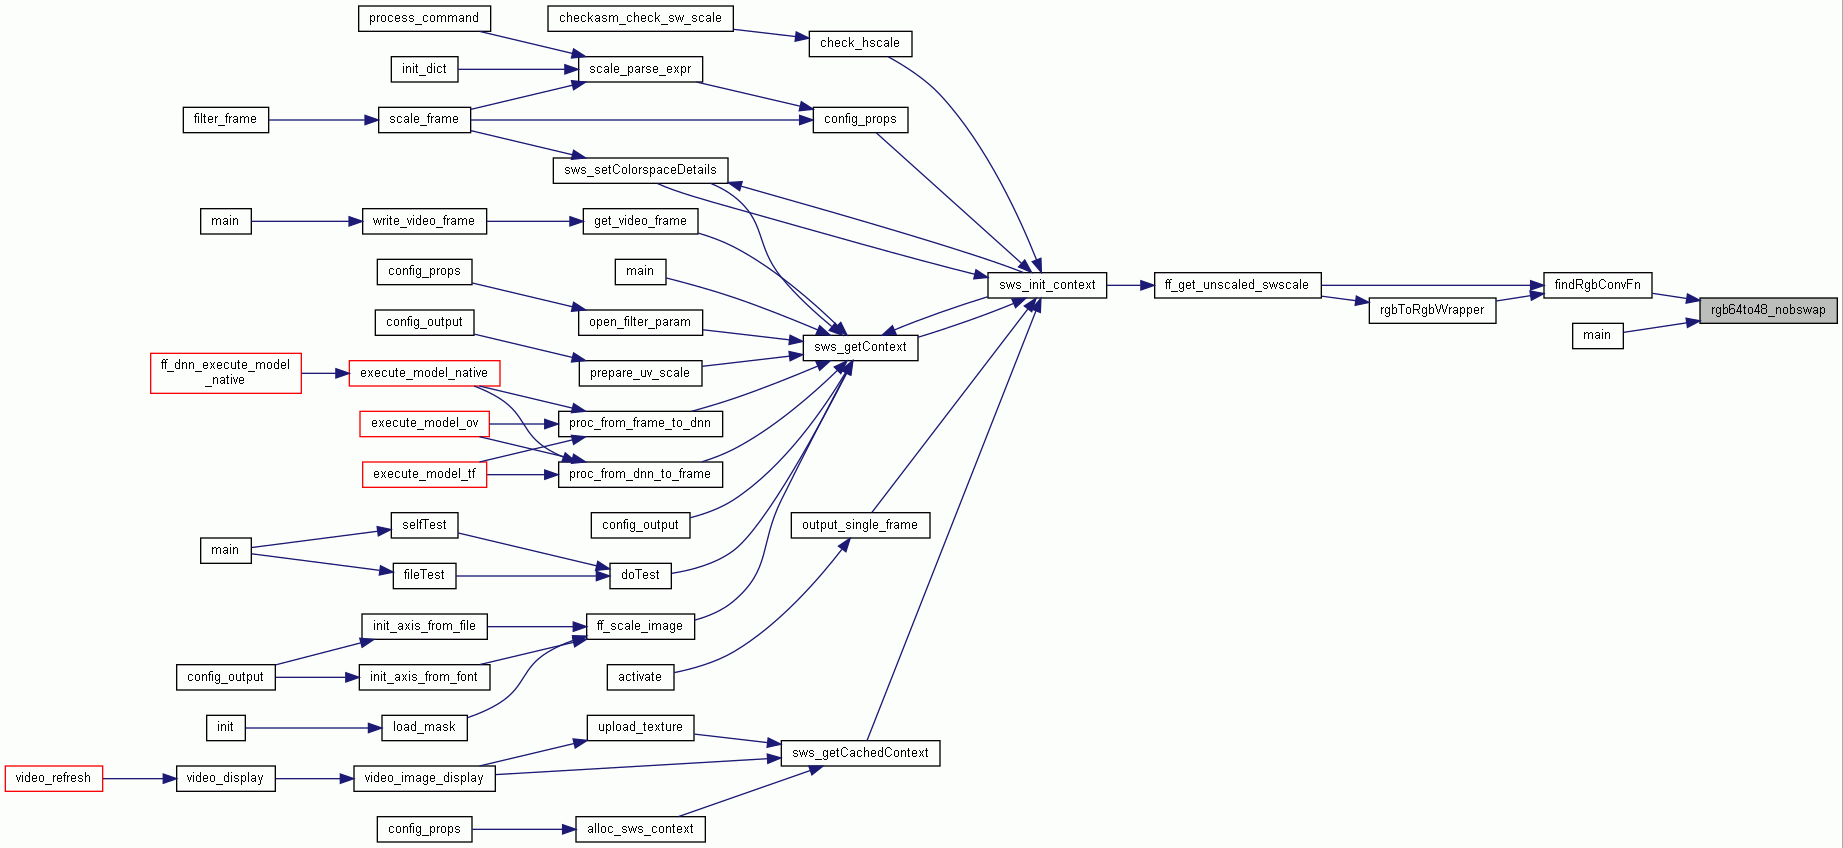 process_command
checkasm_check_sw_scale
check_hscale
init_dict
scale_parse_expr
filter_frame
scale_frame
config_props
sws_setColorspaceDetails
main
write_video_frame
get_video_frame
config_props
main
sws_init_context
ff_get_unscaled_swscale
findRgbConvFn
rgb64to48_nobswap
rgbToRgbWrapper
main
config_output
open_filter_param
sws_getContext
ff_dnn_execute_model
_native
execute_model_native
prepare_uv_scale
execute_model_ov
proc_from_frame_to_dnn
execute_model_tf
proc_from_dnn_to_frame
selfTest
config_output
output_single_frame
main
fileTest
doTest
init_axis_from_file
ff_scale_image
config_output
init_axis_from_font
activate
init
load_mask
upload_texture
sws_getCachedContext
video_refresh
video_display
video_image_display
config_props
alloc_sws_context